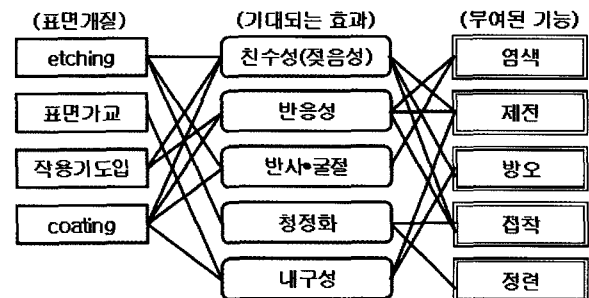 (표면개질) (기대되는 효과) (무여된 기능)
etching 친수성(젖음성) 염색
표면가교 반응성 제전
작용기도입 반사•굴절 방오
coating 청정화 접착
내구성 정련